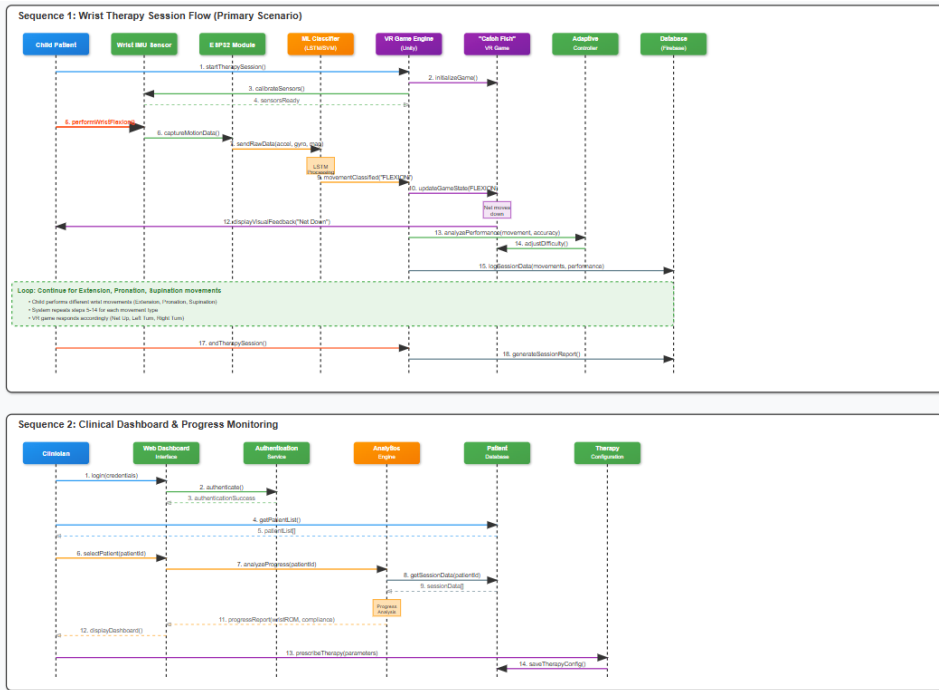 Sequence 1: Wrist Therapy Session Flow (Primary Scenario)
Child Patient
Wrist IMU Sensor
ESP32 Module
ML Classifier
(LSTM/SVM)
VR Game Engine
(Unity)
"Catch Fish"
VR Game
Adaptive
Controller
Database
(Firebase)
1. startTherapySession()
2. initializeGame()
3. calibrateSensors()
4. sensorsReady
5. performWristFlexion()
6. captureMotionData()
sendRawData(accel, gyro, mag)
LSTM
Processing
movementClassified("FLEXION")
10. updateGameState(FLEXION)
Net moves
down
12. displayVisualFeedback("Net Down")
13. analyzePerformance(movement, accuracy)
14. adjustDifficulty()
15. logSessionData(movements, performance)
Loop: Continue for Extension, Pronation, Supination movements
• Child performs different wrist movements (Extension, Pronation, Supination)
• System repeats steps 5-14 for each movement type
• VR game responds accordingly (Net Up, Left Turn, Right Turn)
17. endTherapySession()
18. generateSessionReport()
Sequence 2: Clinical Dashboard & Progress Monitoring
Clinician
Web Dashboard
Interface
Authentication
Service
Analytics
Engine
Patient
Database
Therapy
Configuration
1. login(credentials)
2. authenticate()
3. authenticationSuccess
4. getPatientList()
5. patientList[]
6. selectPatient(patientId)
7. analyzeProgress(patientId)
8. getSessionData(patientId)
9. sessionData[]
Progress
Analysis
11. progressReport(wristROM, compliance)
12. displayDashboard()
13. prescribeTherapy(parameters)
14. saveTherapyConfig()